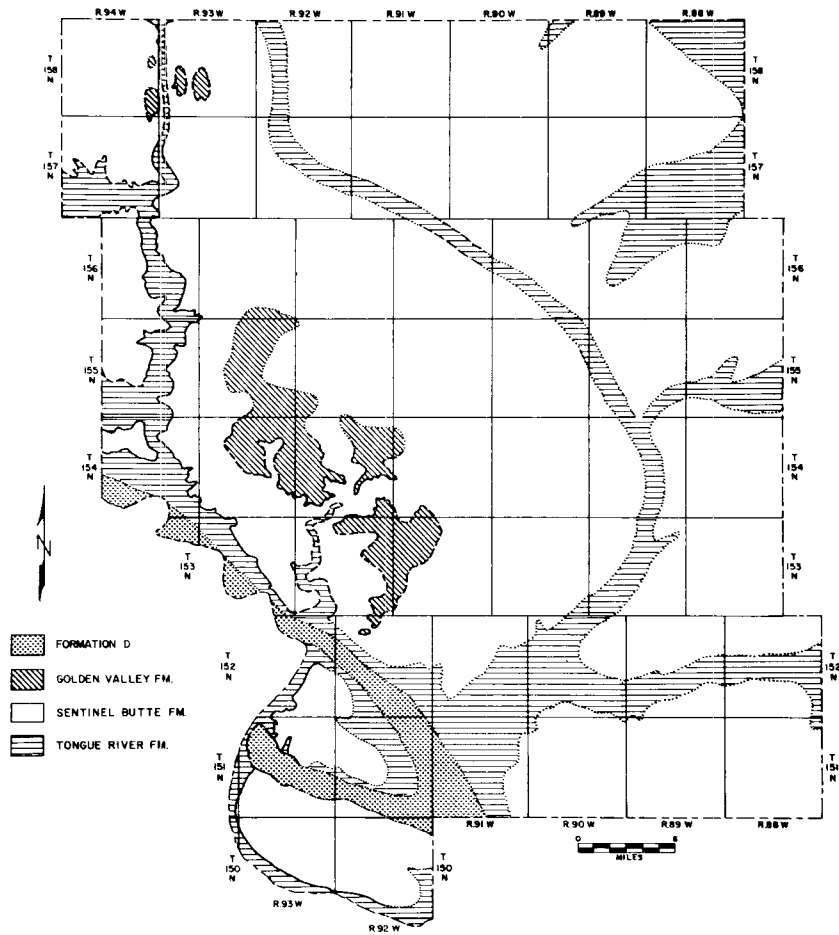 R.94 W
R.93 W
R.92 W
R.91 W
R.90 W
R.89 W
R.88 W
T
158
N
T
158
N
T
157
N
T
157
N
T
156
N
T
156
N
T
155
N
T
155
N
T
154
N
T
154
N
N
T
153
N
T
153
N
FORMATION D
GOLDEN VALLEY FM.
SENTINEL BUTTE FM.
TONGUE RIVER FM.
T
152
N
T
152
N
T
151
N
T
151
N
R.91 W
R.90 W
R.89 W
R.88 W
0
6
MILES
T
150
N
T
150
N
R.93 W
R.92 W